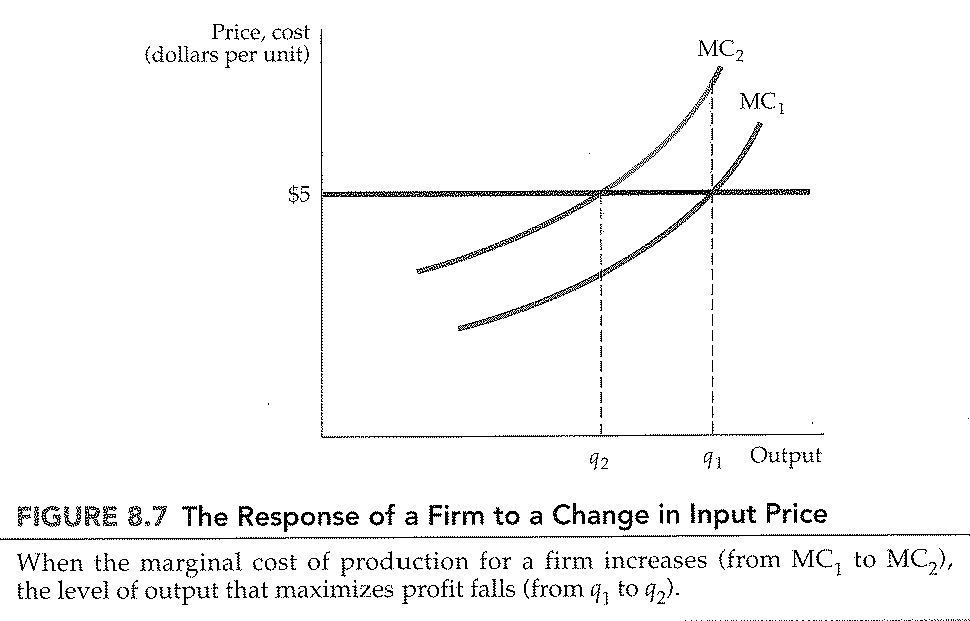 Price, cost
(dollars per unit)
MC2
MC1
$5
q2
q1
Output
FIGURE 8.7 The Response of a Firm to a Change in Input Price
When the marginal cost of production for a firm increases (from MC1 to MC2),
the level of output that maximizes profit falls (from q1 to q2).